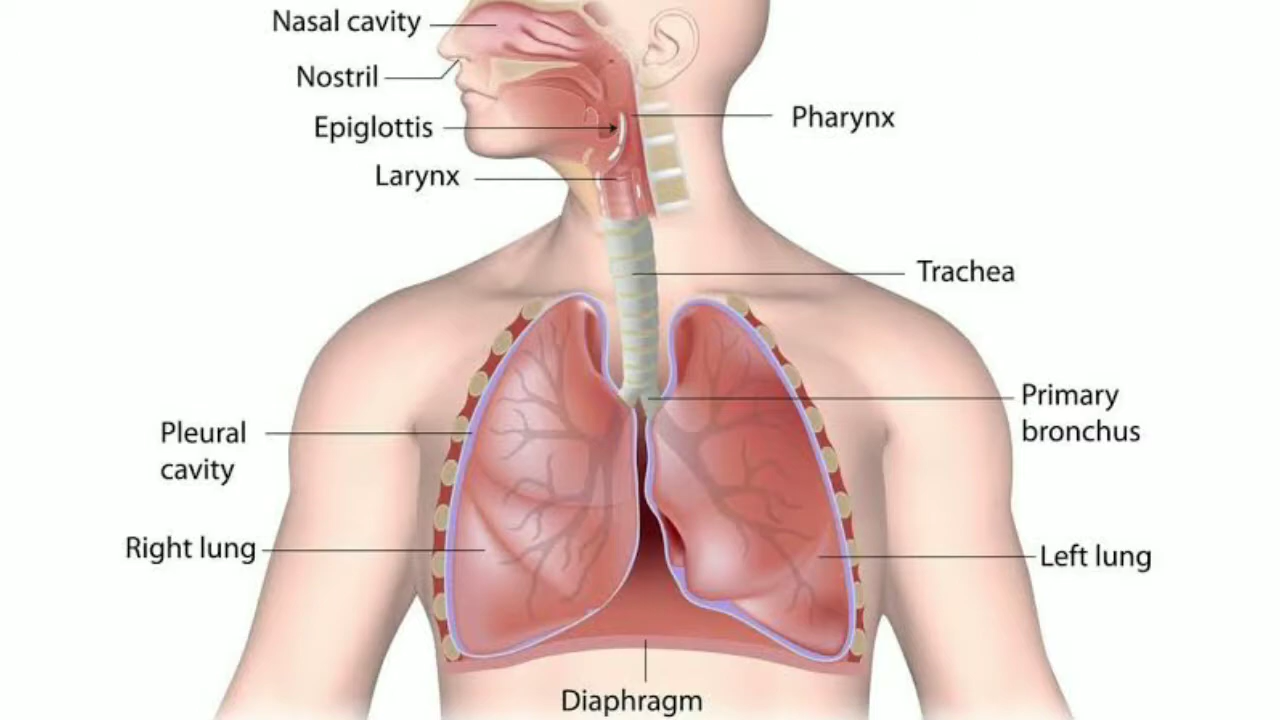 Nasal cavity
Nostril
Epiglottis
Pharynx
Larynx
Trachea
Primary
bronchus
Pleural
cavity
Right lung
Left lung
Diaphragm